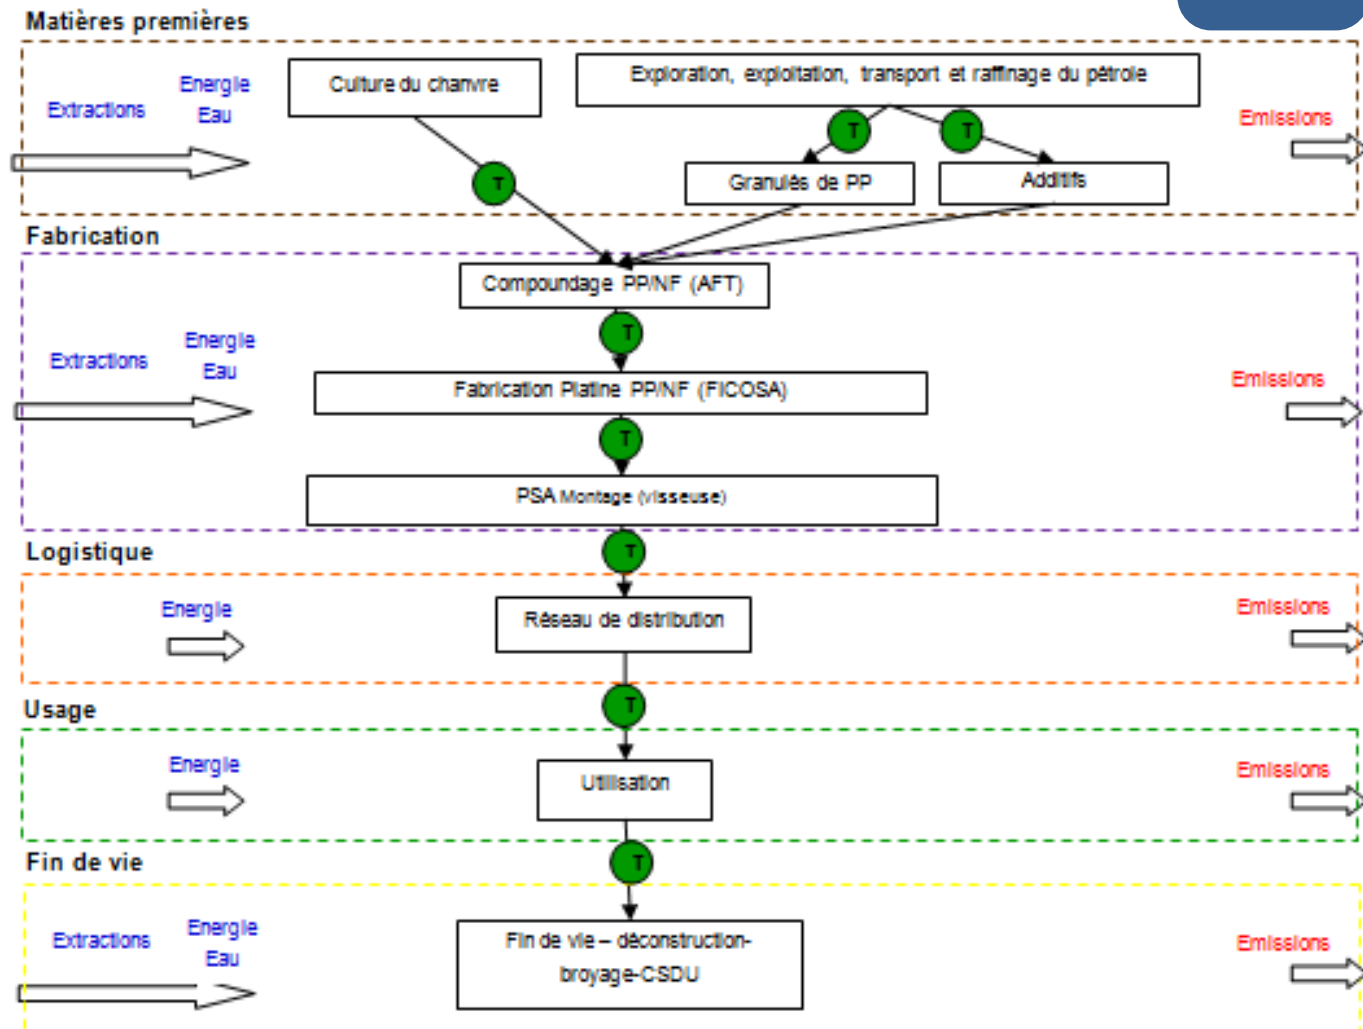 Matières premières
Extractions
Energie
Eau
Culture du chanvre
Exploration, exploitation, transport et raffinage du pétrole
Emissions
T
T
T
Granulés de PP
Additifs
Fabrication
Compoundage PP/NF (AFT)
T
Extractions
Energie
Eau
Fabrication Platine PP/NF (FICOSA)
Emissions
T
PSA Montage (visseuse)
Logistique
T
Energie
Réseau de distribution
Emissions
Usage
T
Energie
Utilisation
Emissions
Fin de vie
T
Extractions
Energie
Eau
Fin de vie – déconstruction-
broyage-CSDU
Emissions